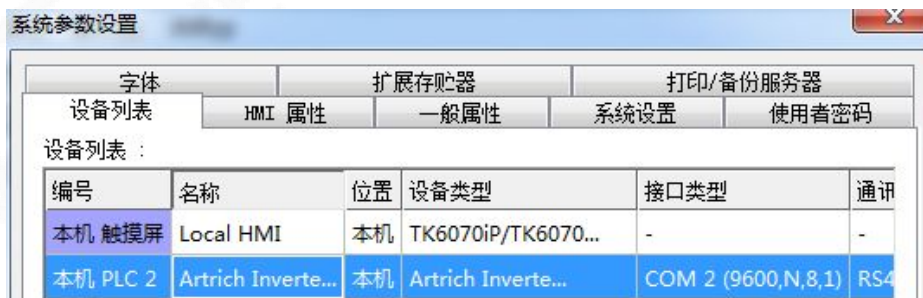 系统参数设置
字体 扩展存贮器 打印/备份服务器
设备列表 HMI 属性 一般属性 系统设置 使用者密码
设备列表 :
编号 名称 位置 设备类型 接口类型 通讯
本机 触摸屏 Local HMI 本机 TK6070iP/TK6070... - -
本机 PLC 2 Artrich Inverte... 本机 Artrich Inverte... COM 2 (9600,N,8,1) RS4